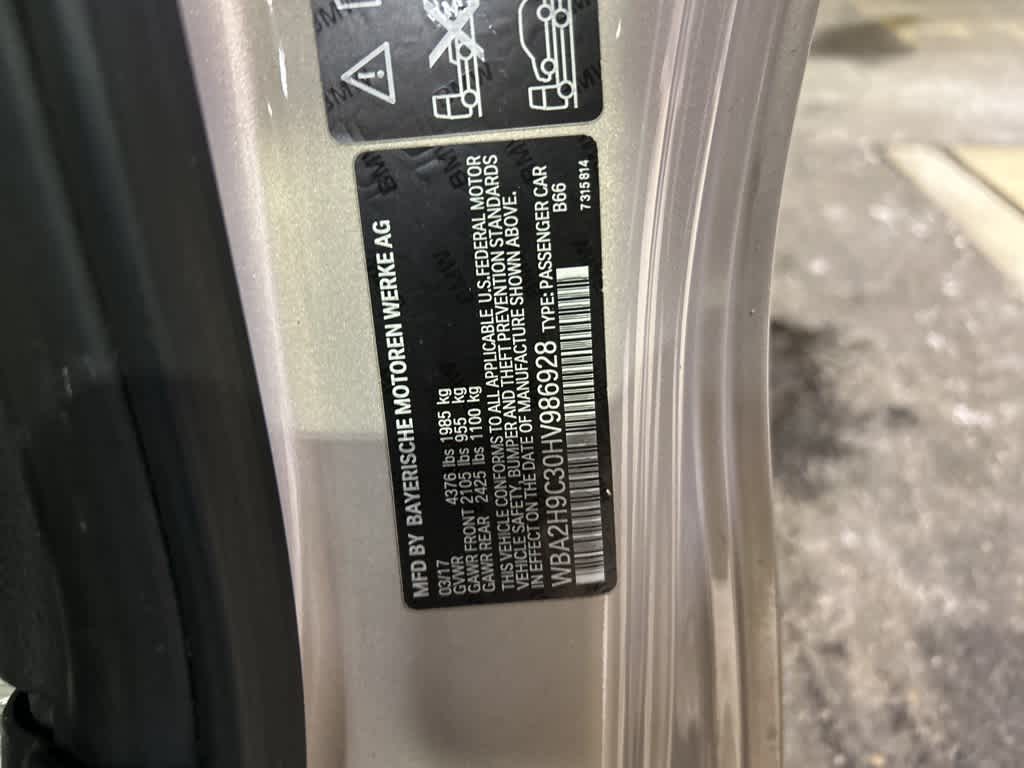 MFD BY BAYERISCHE MOTOREN WERKE AG
03/17
GVWR 4376 lbs 1985 kg
GAWR FRONT 2105 lbs 955 kg
GAWR REAR 2425 lbs 1100 kg
THIS VEHICLE CONFORMS TO ALL APPLICABLE U.S.FEDERAL MOTOR
VEHICLE SAFETY, BUMPER AND THEFT PREVENTION STANDARDS
IN EFFECT ON THE DATE OF MANUFACTURE SHOWN ABOVE.
WBA2H9C30HV986928 TYPE: PASSENGER CAR
B66
7315814